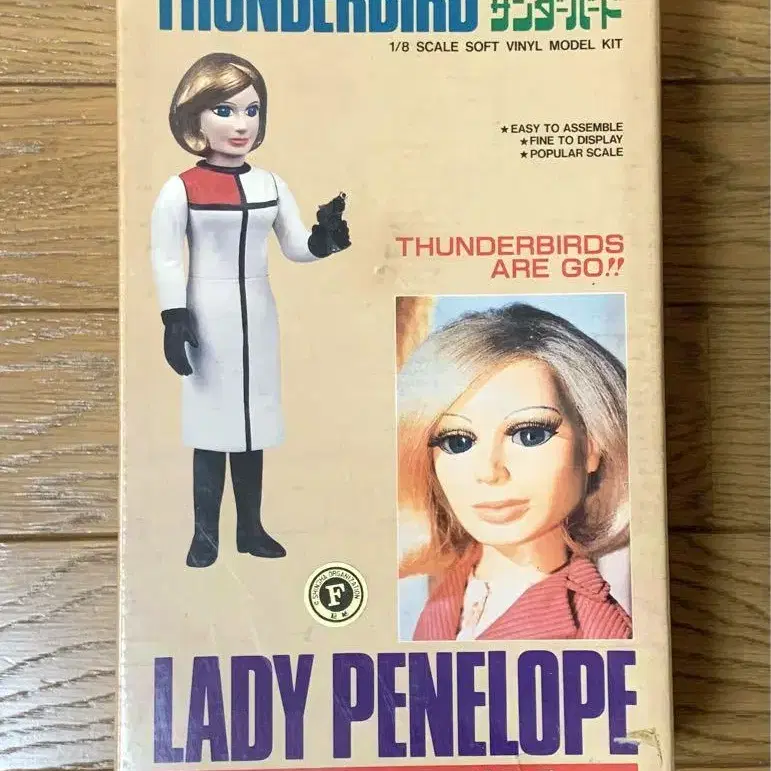 THUNDERBIRD サンダーバード
1/8 SCALE SOFT VINYL MODEL KIT
★EASY TO ASSEMBLE
★FINE TO DISPLAY
★POPULAR SCALE
THUNDERBIRDS
ARE GO!!
F
LADY PENELOPE